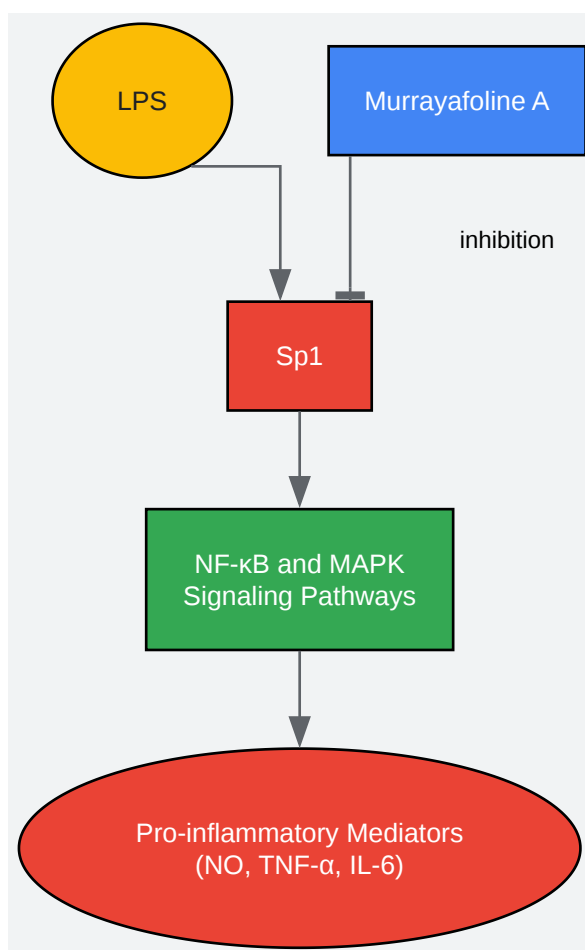 LPS
Murrayafoline A
inhibition
Sp1
NF-κB and MAPK
Signaling Pathways
Pro-inflammatory Mediators
(NO, TNF-α, IL-6)